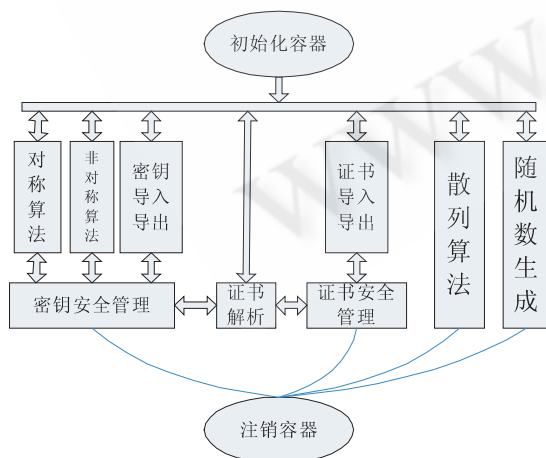 初始化容器
对称算法
非对称算法
密钥
导入
导出
证书
导入
导出
散列算法
随机数生成
密钥安全管理
证书
解析
证书安全
管理
注销容器
www